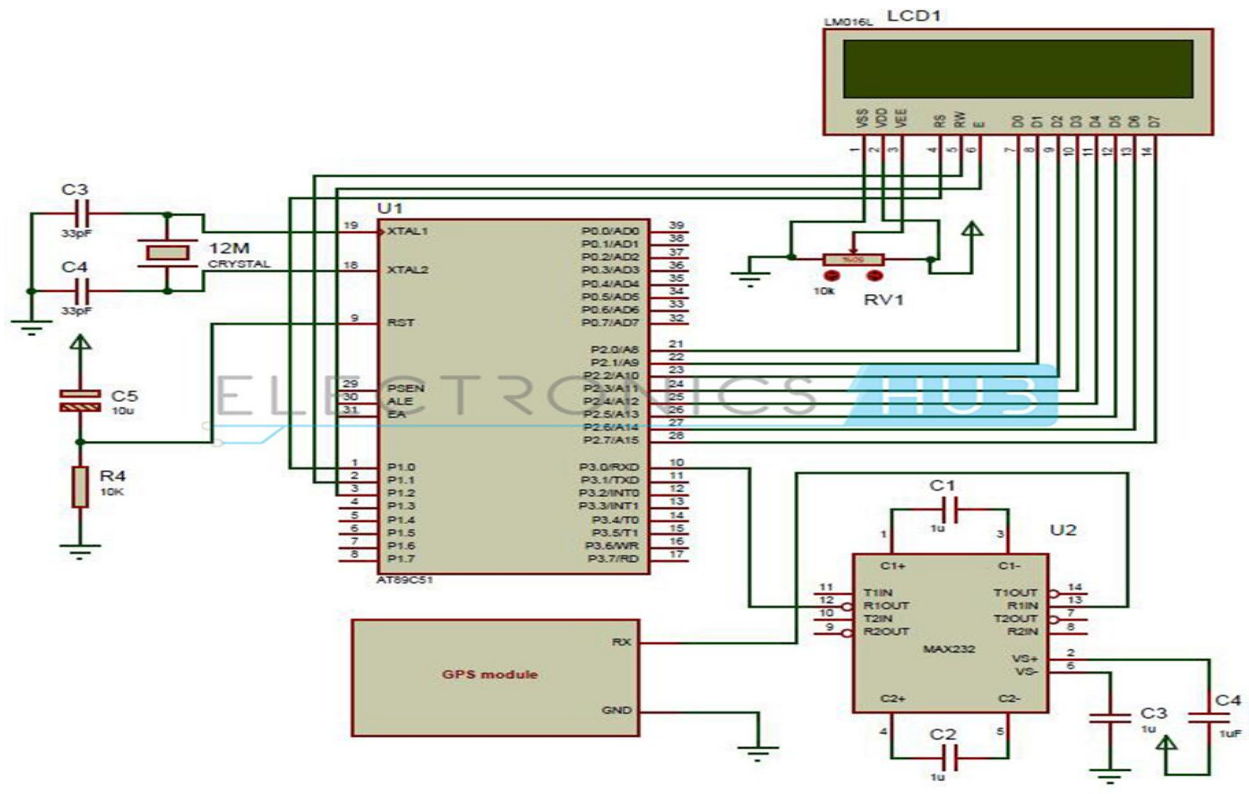 LCD1
LM016L
VSS VDD VEE RS RW E D0 D1 D2 D3 D4 D5 D6 D7
1 2 3 4 5 6 7 8 9 10 11 12 13 14
C3
33pF
C4
33pF
12M
CRYSTAL
U1
19 XTAL1
18 XTAL2
9 RST
29 PSEN
30 ALE
31 EA
1 P1.0
2 P1.1
3 P1.2
4 P1.3
5 P1.4
6 P1.5
7 P1.6
8 P1.7
P0.0/AD0 39
P0.1/AD1 38
P0.2/AD2 37
P0.3/AD3 36
P0.4/AD4 35
P0.5/AD5 34
P0.6/AD6 33
P0.7/AD7 32
P2.0/A8 21
P2.1/A9 22
P2.2/A10 23
P2.3/A11 24
P2.4/A12 25
P2.5/A13 26
P2.6/A14 27
P2.7/A15 28
P3.0/RXD 10
P3.1/TXD 11
P3.2/INT0 12
P3.3/INT1 13
P3.4/T0 14
P3.5/T1 15
P3.6/WR 16
P3.7/RD 17
AT89C51
10k
RV1
ELECTRONICS HUB
C5
10u
R4
10K
C1
1u
U2
1 3
C1+ C1-
11 T1IN
12 R1OUT
10 T2IN
9 R2OUT
T1OUT 14
R1IN 13
T2OUT 7
R2IN 8
MAX232
VS+ 2
VS- 6
C2+ C2-
4 5
C2
1u
C3
1u
C4
1uF
GPS module
RX
GND